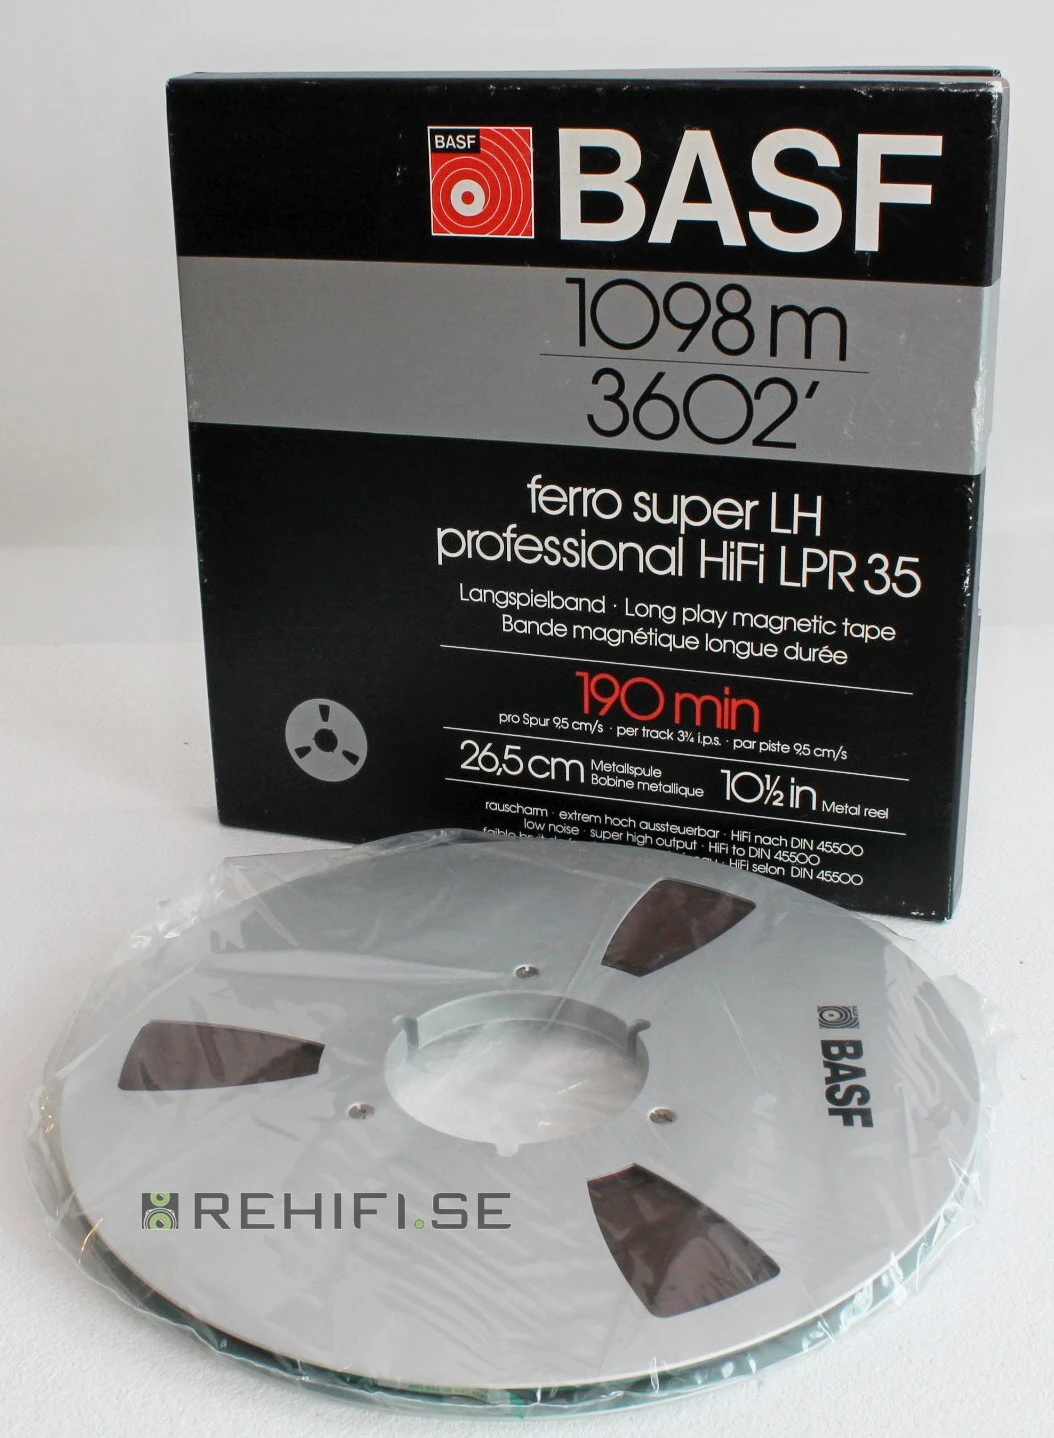 BASF
BASF
1098 m
3602'
ferro super LH
professional HiFi LPR 35
Langspielband · Long play magnetic tape
Bande magnétique longue durée
190 min
pro Spur 9,5 cm/s · per track 3¾ i.p.s. · par piste 9,5 cm/s
26,5 cm Metallspule
Bobine metallique
10½ in Metal reel
rauscharm · extrem hoch aussteuerbar · HiFi nach DIN 45500
low noise · super high output · HiFi to DIN 45500
HiFi selon DIN 45500
BASF
REHIFI.SE